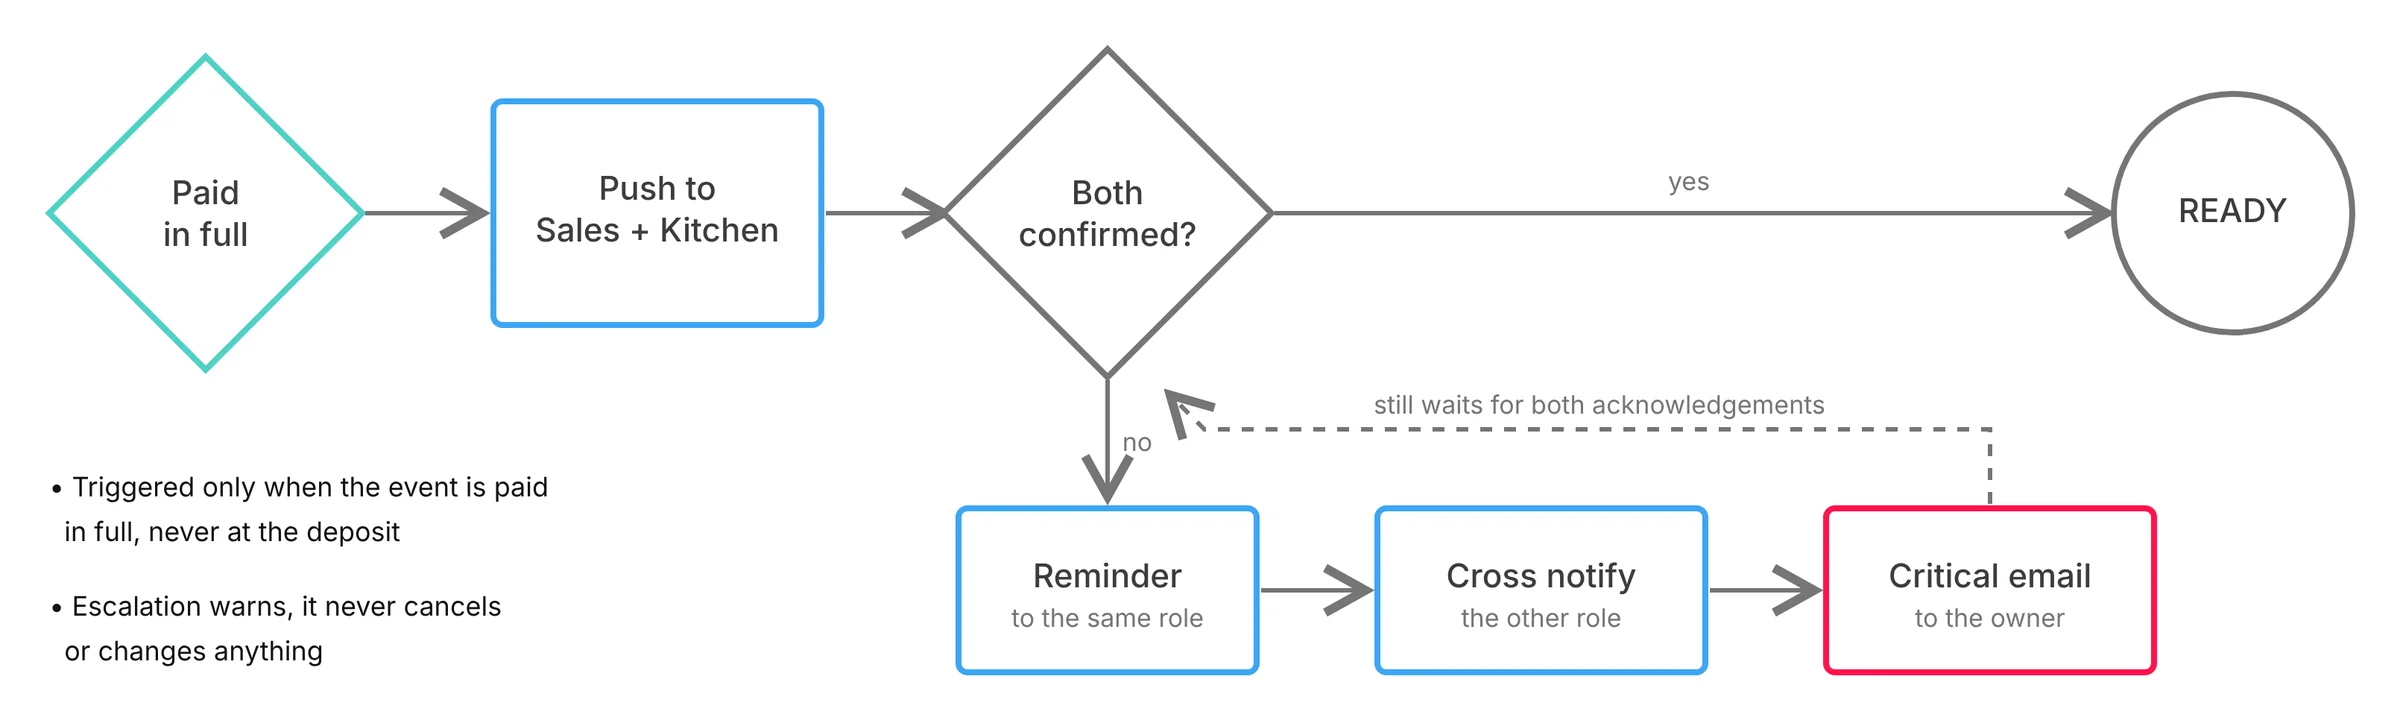 Paid
in full
Push to
Sales + Kitchen
Both
confirmed?
yes
READY
no
still waits for both acknowledgements
• Triggered only when the event is paid
in full, never at the deposit
• Escalation warns, it never cancels
or changes anything
Reminder
to the same role
Cross notify
the other role
Critical email
to the owner